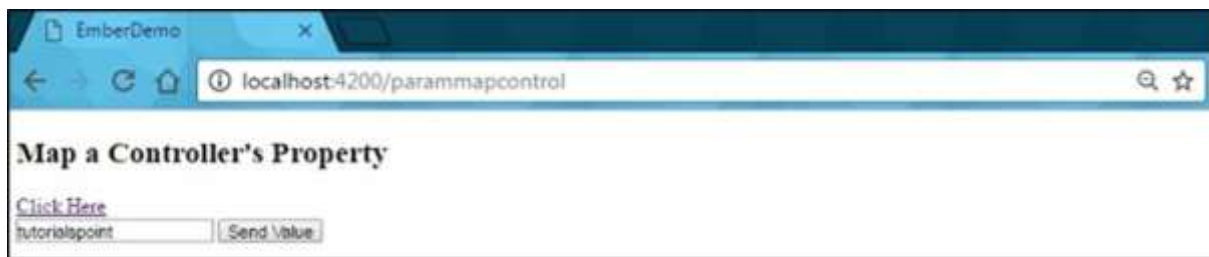 EmberDemo
localhost:4200/parammapcontrol
Map a Controller's Property
Click Here
tutorialspoint Send Value